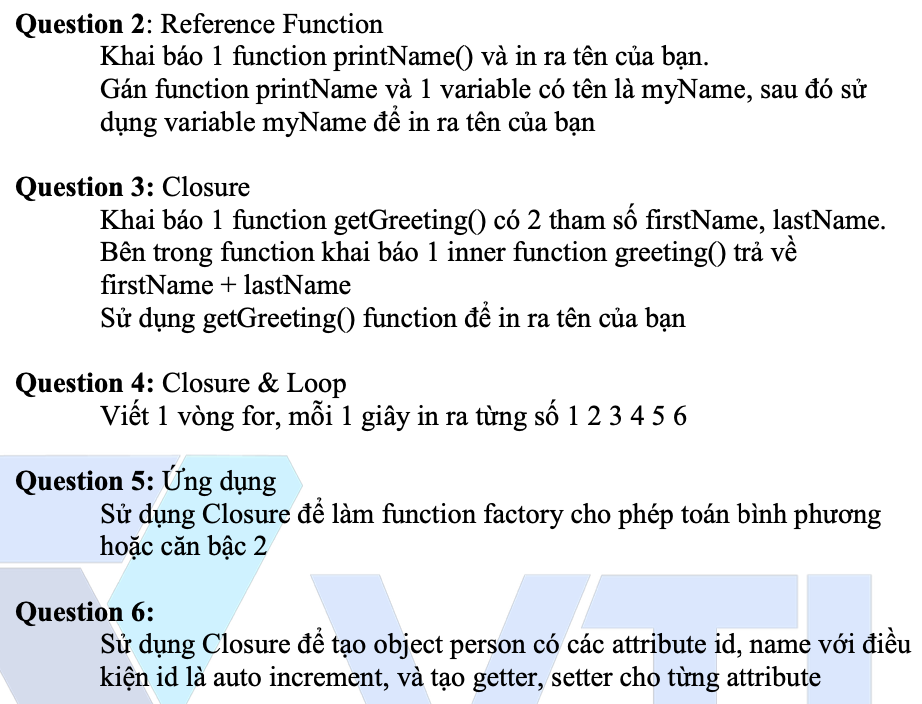 Question 2: Reference Function
Khai báo 1 function printName() và in ra tên của bạn.
Gán function printName và 1 variable có tên là myName, sau đó sử
dụng variable myName để in ra tên của bạn
Question 3: Closure
Khai báo 1 function getGreeting() có 2 tham số firstName, lastName.
Bên trong function khai báo 1 inner function greeting() trả về
firstName + lastName
Sử dụng getGreeting() function để in ra tên của bạn
Question 4: Closure & Loop
Viết 1 vòng for, mỗi 1 giây in ra từng số 1 2 3 4 5 6
Question 5: Ứng dụng
Sử dụng Closure để làm function factory cho phép toán bình phương
hoặc căn bậc 2
Question 6:
Sử dụng Closure để tạo object person có các attribute id, name với điều
kiện id là auto increment, và tạo getter, setter cho từng attribute
VTI